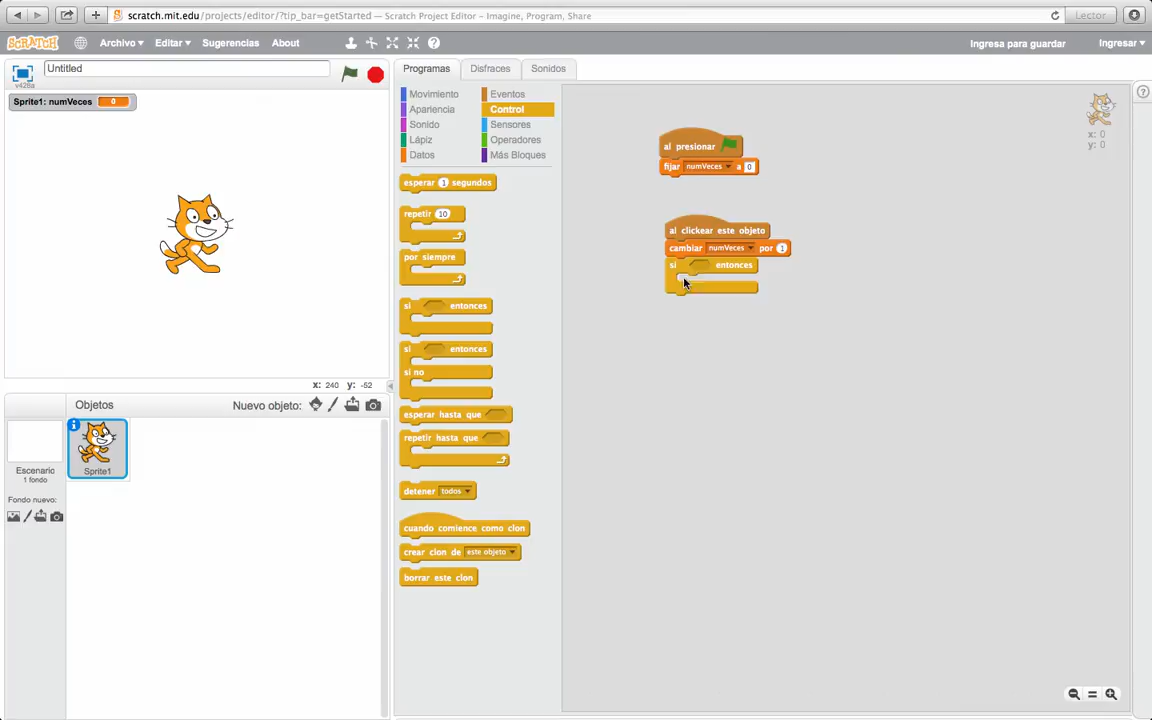 scratch.mit.edu/projects/editor/?tip_bar=getStarted — Scratch Project Editor - Imagine, Program, Share
Lector
SCRATCH
Archivo
Editar
Sugerencias
About
Ingresa para guardar
Ingresar
v426a
Untitled
Programas
Disfraces
Sonidos
Sprite1: numVeces 0
Movimiento
Apariencia
Sonido
Lápiz
Datos
Eventos
Control
Sensores
Operadores
Más Bloques
x: 0
y: 0
esperar 1 segundos
repetir 10
por siempre
si entonces
si entonces
si no
esperar hasta que
repetir hasta que
detener todos
cuando comience como clon
crear clon de este objeto
borrar este clon
al presionar
fijar numVeces a 0
al clickear este objeto
cambiar numVeces por 1
si entonces
x: 240 y: -52
Objetos
Nuevo objeto:
Escenario
1 fondo
Fondo nuevo:
Sprite1